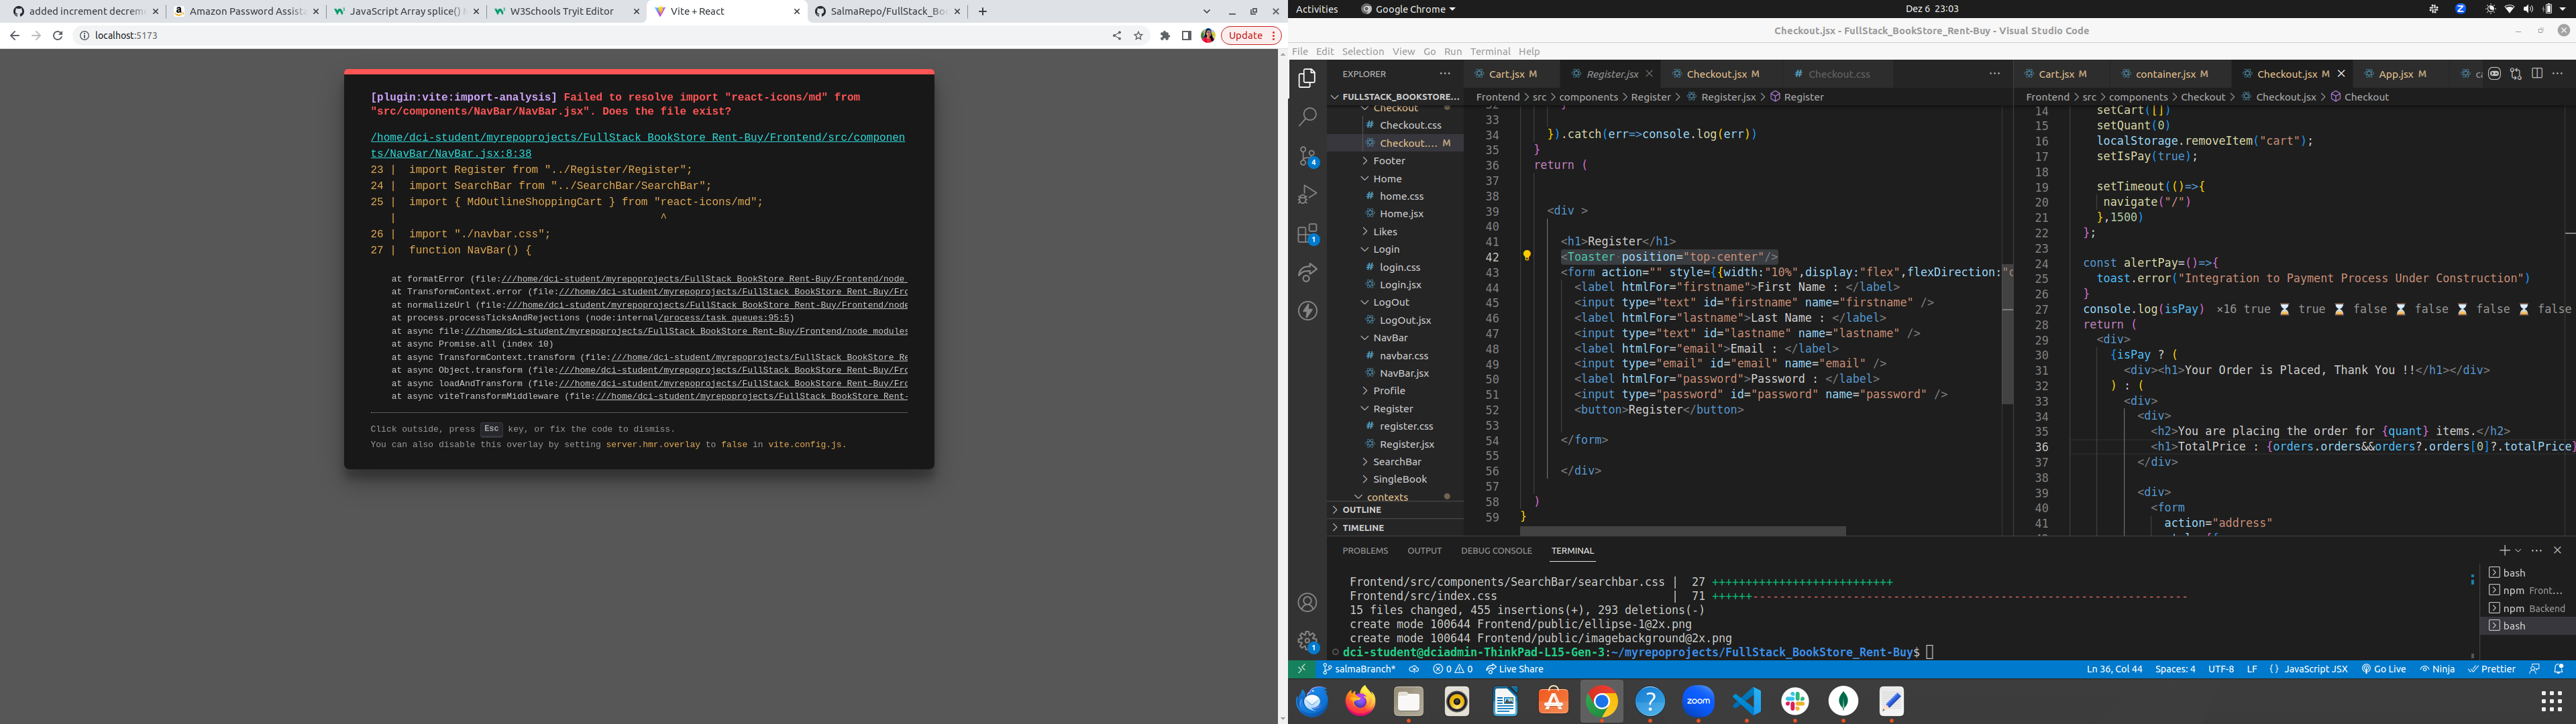 added increment decreme
Amazon Password Assista
JavaScript Array splice() M
W3Schools Tryit Editor
Vite + React
SalmaRepo/FullStack_Boo
localhost:5173
Update
[plugin:vite:import-analysis] Failed to resolve import "react-icons/md" from
"src/components/NavBar/NavBar.jsx". Does the file exist?
/home/dci-student/myrepoprojects/FullStack_BookStore_Rent-Buy/Frontend/src/componen
ts/NavBar/NavBar.jsx:8:38
23 |  import Register from "../Register/Register";
24 |  import SearchBar from "../SearchBar/SearchBar";
25 |  import { MdOutlineShoppingCart } from "react-icons/md";
|                                        ^
26 |  import "./navbar.css";
27 |  function NavBar() {
at formatError (file:///home/dci-student/myrepoprojects/FullStack_BookStore_Rent-Buy/Frontend/node_
at TransformContext.error (file:///home/dci-student/myrepoprojects/FullStack_BookStore_Rent-Buy/Fro
at normalizeUrl (file:///home/dci-student/myrepoprojects/FullStack_BookStore_Rent-Buy/Frontend/node
at process.processTicksAndRejections (node:internal/process/task_queues:95:5)
at async file:///home/dci-student/myrepoprojects/FullStack_BookStore_Rent-Buy/Frontend/node_modules
at async Promise.all (index 10)
at async TransformContext.transform (file:///home/dci-student/myrepoprojects/FullStack_BookStore_Re
at async Object.transform (file:///home/dci-student/myrepoprojects/FullStack_BookStore_Rent-Buy/Fro
at async loadAndTransform (file:///home/dci-student/myrepoprojects/FullStack_BookStore_Rent-Buy/Fro
at async viteTransformMiddleware (file:///home/dci-student/myrepoprojects/FullStack_BookStore_Rent-
Click outside, press Esc key, or fix the code to dismiss.
You can also disable this overlay by setting server.hmr.overlay to false in vite.config.js.
Activities
Google Chrome
Dez 6 23:03
Checkout.jsx - FullStack_BookStore_Rent-Buy - Visual Studio Code
File Edit Selection View Go Run Terminal Help
EXPLORER
FULLSTACK_BOOKSTORE...
Checkout
Checkout.css
Checkout.... M
Footer
Home
home.css
Home.jsx
Likes
Login
login.css
Login.jsx
LogOut
LogOut.jsx
NavBar
navbar.css
NavBar.jsx
Profile
Register
register.css
Register.jsx
SearchBar
SingleBook
contexts
OUTLINE
TIMELINE
4
1
1
Cart.jsx M
Register.jsx
Checkout.jsx M
Checkout.css
Frontend > src > components > Register > Register.jsx > Register
33
34 }).catch(err=>console.log(err))
35 }
36 return (
37
38
39 <div >
40
41 <h1>Register</h1>
42 <Toaster position="top-center"/>
43 <form action="" style={{width:"10%",display:"flex",flexDirection:"c
44 <label htmlFor="firstname">First Name : </label>
45 <input type="text" id="firstname" name="firstname" />
46 <label htmlFor="lastname">Last Name : </label>
47 <input type="text" id="lastname" name="lastname" />
48 <label htmlFor="email">Email : </label>
49 <input type="email" id="email" name="email" />
50 <label htmlFor="password">Password : </label>
51 <input type="password" id="password" name="password" />
52 <button>Register</button>
53
54 </form>
55
56 </div>
57
58 )
59 }
Cart.jsx M
container.jsx M
Checkout.jsx M
App.jsx M
Frontend > src > components > Checkout > Checkout.jsx > Checkout
14 setCart([])
15 setQuant(0)
16 localStorage.removeItem("cart");
17 setIsPay(true);
18
19 setTimeout(()=>{
20 navigate("/")
21 },1500)
22 };
23
24 const alertPay=()=>{
25 toast.error("Integration to Payment Process Under Construction")
26 }
27 console.log(isPay) ×16 true ⌛ true ⌛ false ⌛ false ⌛ false ⌛ false
28 return (
29 <div>
30 {isPay ? (
31 <div><h1>Your Order is Placed, Thank You !!</h1></div>
32 ) : (
33 <div>
34 <div>
35 <h2>You are placing the order for {quant} items.</h2>
36 <h1>TotalPrice : {orders.orders&&orders?.orders[0]?.totalPrice}
37 </div>
38
39 <div>
40 <form
41 action="address"
PROBLEMS OUTPUT DEBUG CONSOLE TERMINAL
Frontend/src/components/SearchBar/searchbar.css | 27 +++++++++++++++++++++++++++
Frontend/src/index.css | 71 ++++++-----------------------------------------------------------------
15 files changed, 455 insertions(+), 293 deletions(-)
create mode 100644 Frontend/public/ellipse-1@2x.png
create mode 100644 Frontend/public/imagebackground@2x.png
dci-student@dciadmin-ThinkPad-L15-Gen-3:~/myrepoprojects/FullStack_BookStore_Rent-Buy$
bash
npm Front...
npm Backend
bash
salmaBranch* 0 0 Live Share
Ln 36, Col 44 Spaces: 4 UTF-8 LF {} JavaScript JSX Go Live Ninja Prettier
zoom